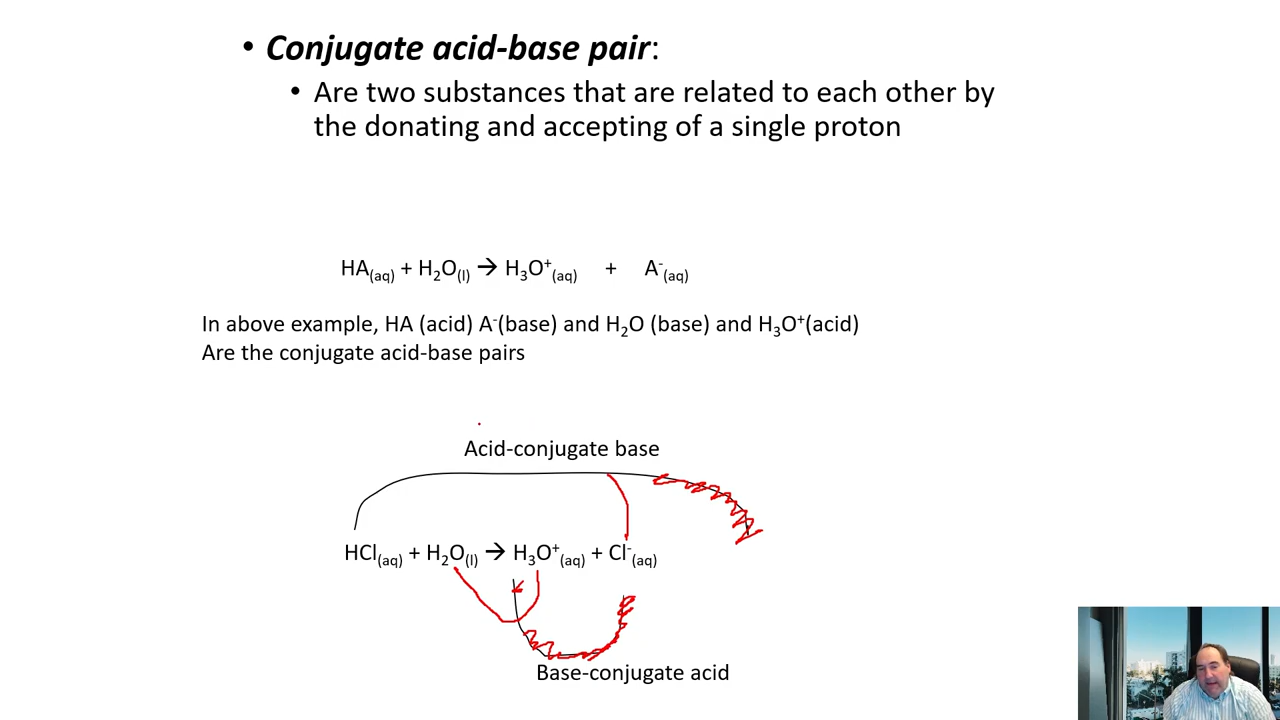 • Conjugate acid-base pair:
• Are two substances that are related to each other by
the donating and accepting of a single proton
HA(aq) + H₂O(l) → H₃O⁺(aq) + A⁻(aq)
In above example, HA (acid) A⁻(base) and H₂O (base) and H₃O⁺(acid)
Are the conjugate acid-base pairs
Acid-conjugate base
HCl(aq) + H₂O(l) → H₃O⁺(aq) + Cl⁻(aq)
Base-conjugate acid